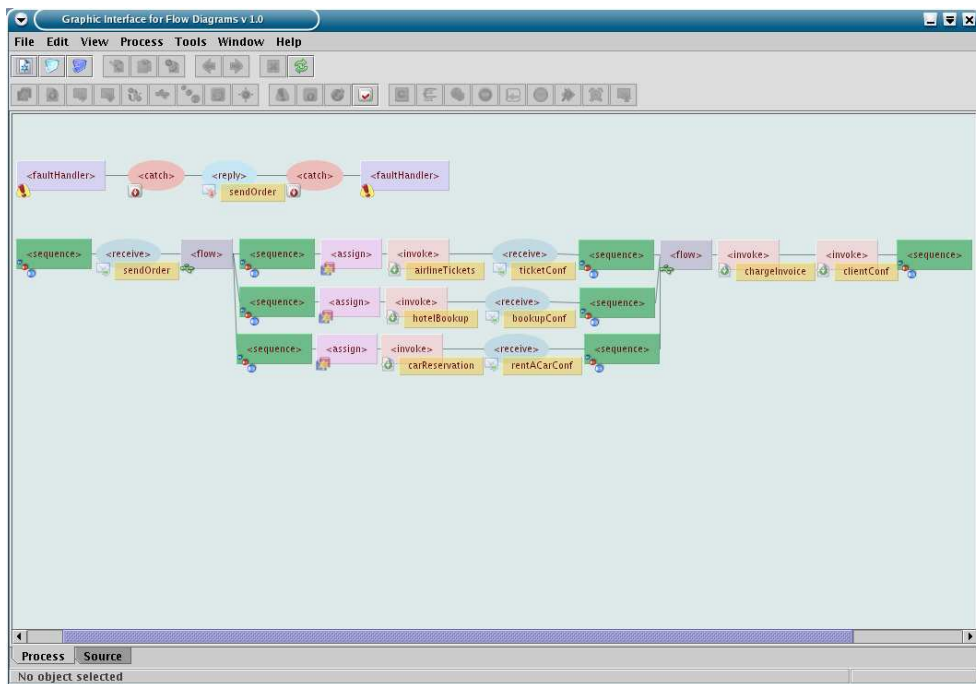 Graphic Interface for Flow Diagrams v 1.0
File Edit View Process Tools Window Help
<faultHandler> <catch> <reply> <catch> <faultHandler>
sendOrder
<sequence> <receive> <flow> <sequence> <assign> <invoke> <receive> <sequence> <flow> <invoke> <invoke> <sequence>
sendOrder airlineTickets ticketConf chargeInvoice clientConf
<sequence> <assign> <invoke> <receive> <sequence>
hotelBookup bookupConf
<sequence> <assign> <invoke> <receive> <sequence>
carReservation rentACarConf
Process Source
No object selected